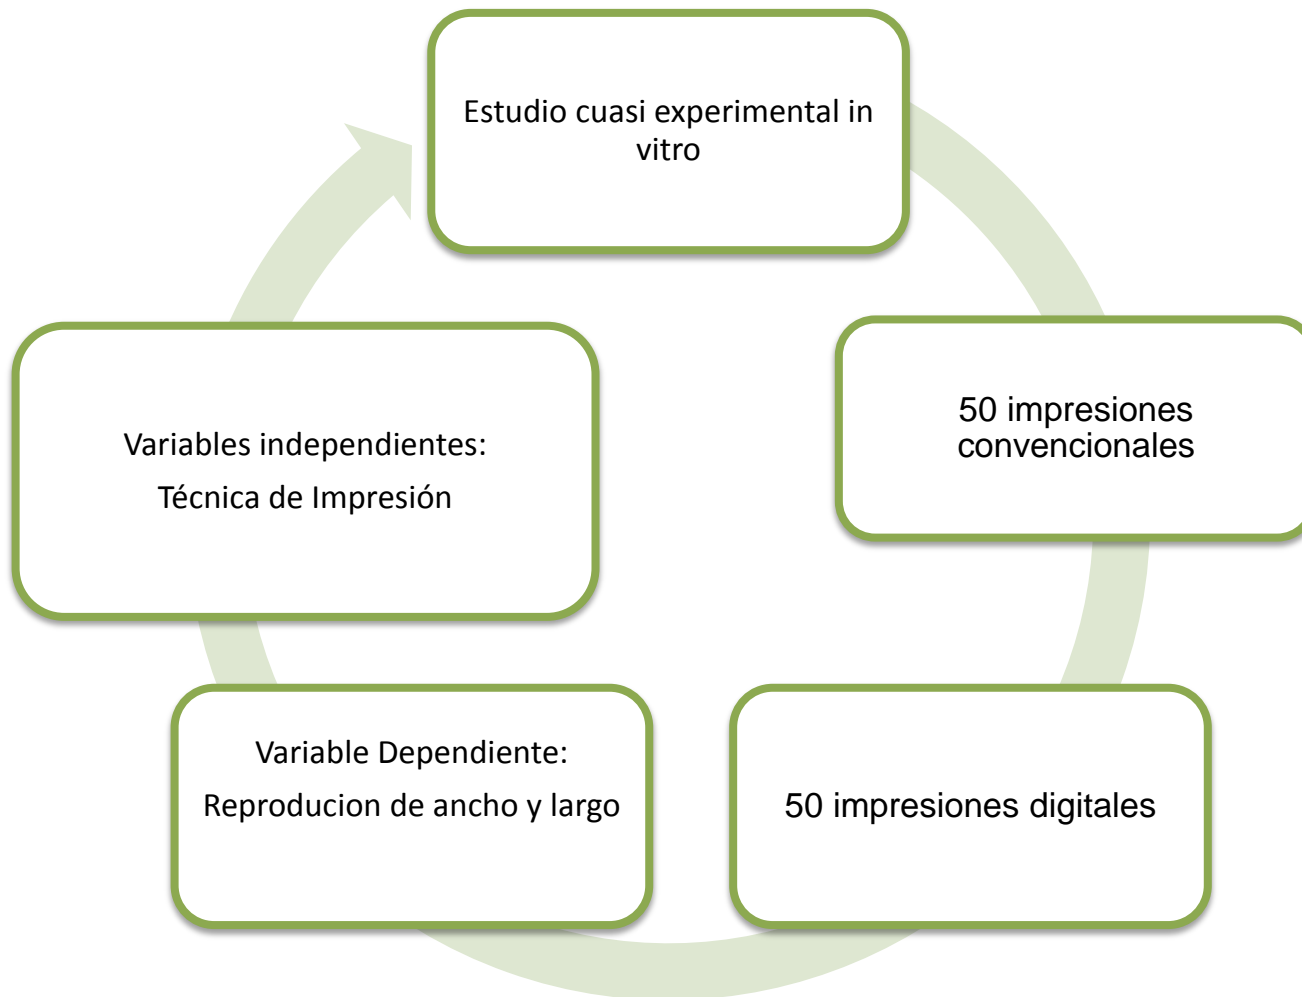 Estudio cuasi experimental in
vitro
50 impresiones
convencionales
50 impresiones digitales
Variable Dependiente:
Reproducion de ancho y largo
Variables independientes:
Técnica de Impresión